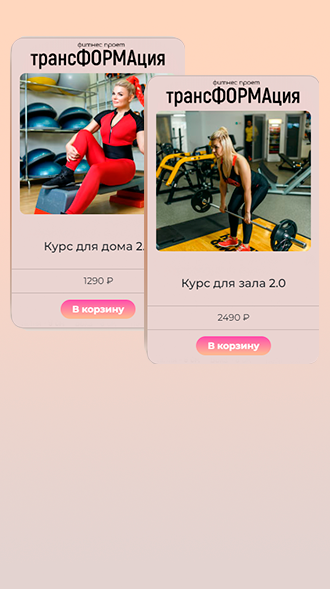 фитнес проект
трансФОРМАция
Курс для дома 2.
1290 ₽
В корзину
фитнес проект
трансФОРМАция
Курс для зала 2.0
2490 ₽
В корзину